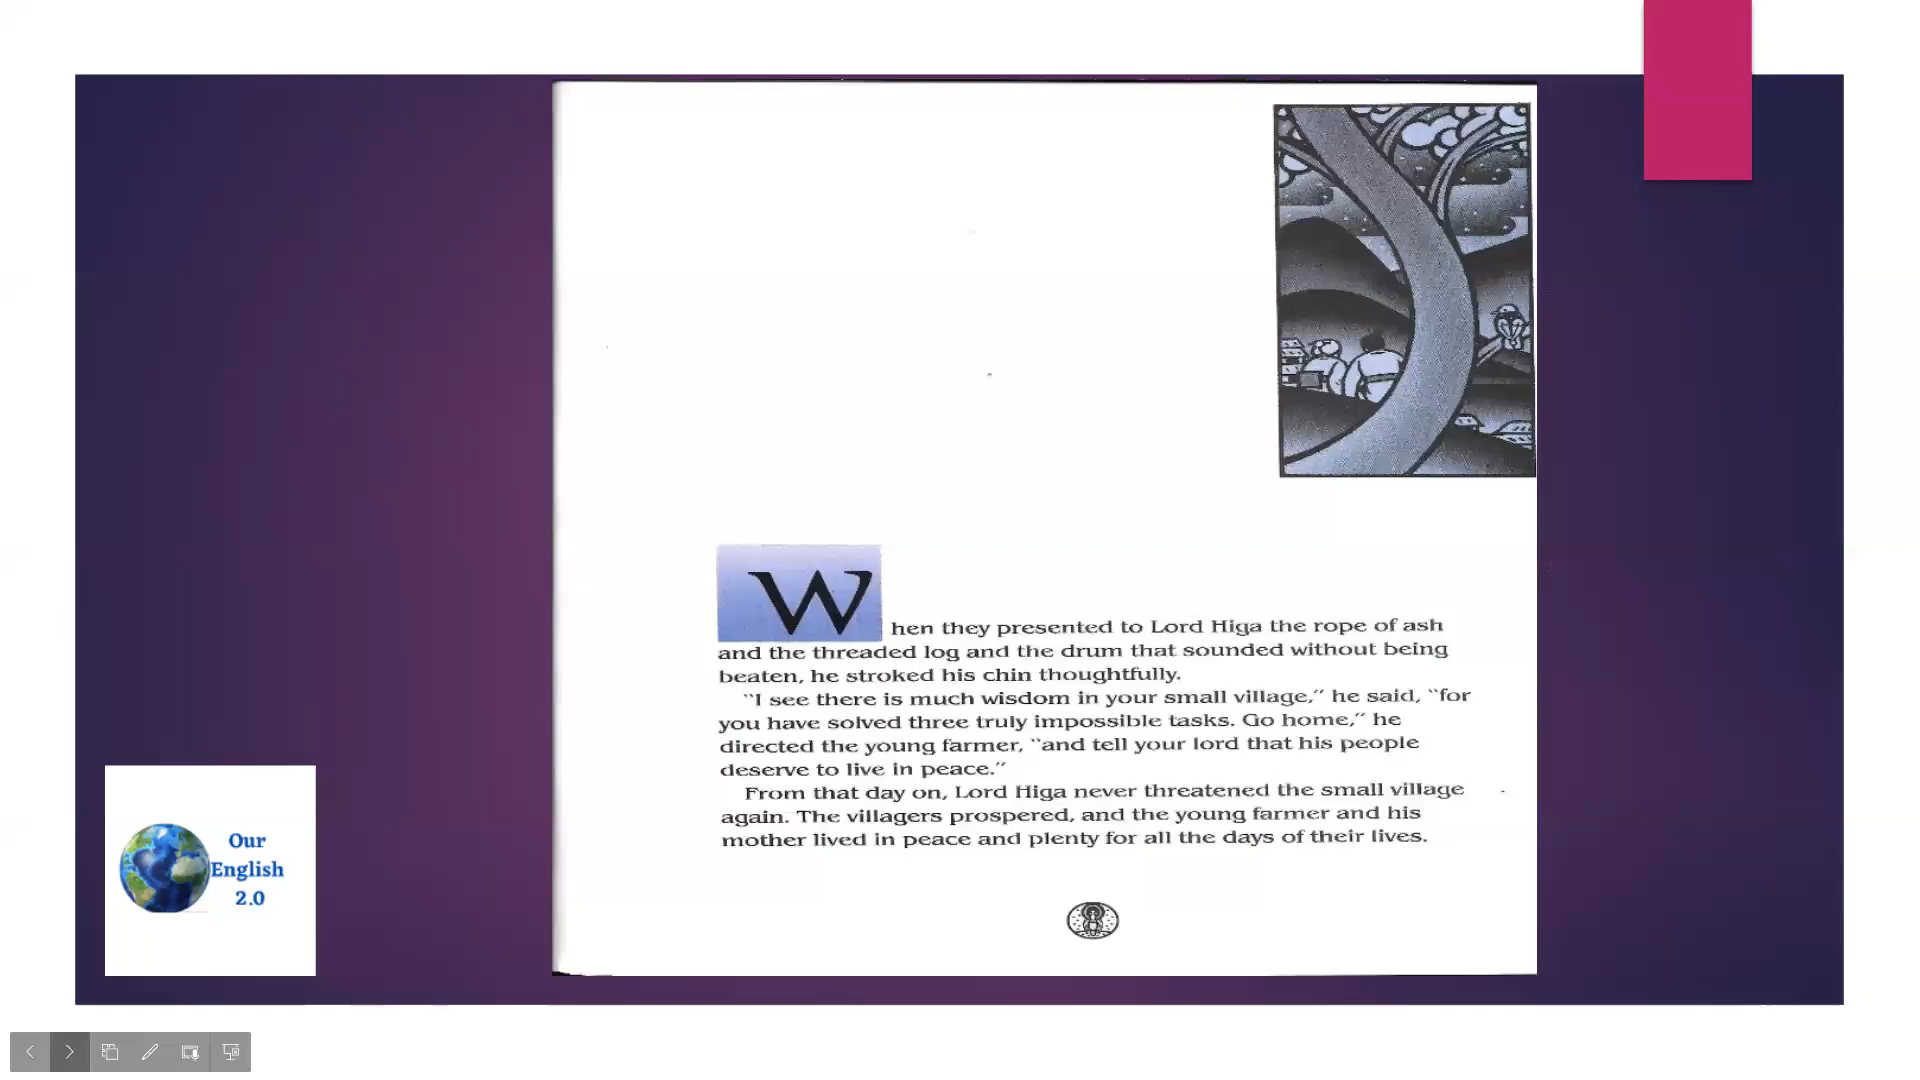 When they presented to Lord Higa the rope of ash
and the threaded log and the drum that sounded without being
beaten, he stroked his chin thoughtfully.
“I see there is much wisdom in your small village,” he said, “for
you have solved three truly impossible tasks. Go home,” he
directed the young farmer, “and tell your lord that his people
deserve to live in peace.”
From that day on, Lord Higa never threatened the small village
again. The villagers prospered, and the young farmer and his
mother lived in peace and plenty for all the days of their lives.
Our
English
2.0